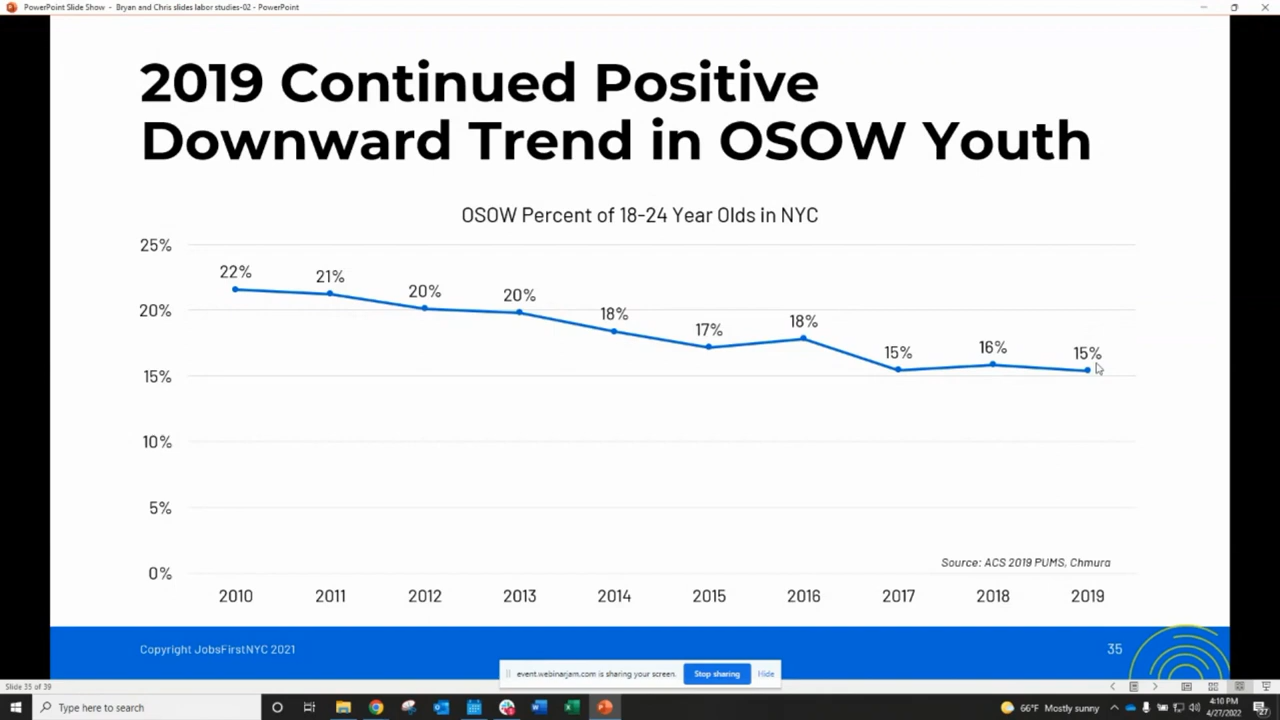 PowerPoint Slide Show - Bryan and Chris slides labor studies-02 - PowerPoint
2019 Continued Positive
Downward Trend in OSOW Youth
OSOW Percent of 18-24 Year Olds in NYC
25%
20%
15%
10%
5%
0%
22%
21%
20%
20%
18%
17%
18%
15%
16%
15%
Source: ACS 2019 PUMS, Chmura
2010 2011 2012 2013 2014 2015 2016 2017 2018 2019
Copyright JobsFirstNYC 2021
35
event.webinarjam.com is sharing your screen. Stop sharing Hide
Slide 35 of 39
Type here to search
66°F Mostly sunny
4:10 PM
4/27/2022
27